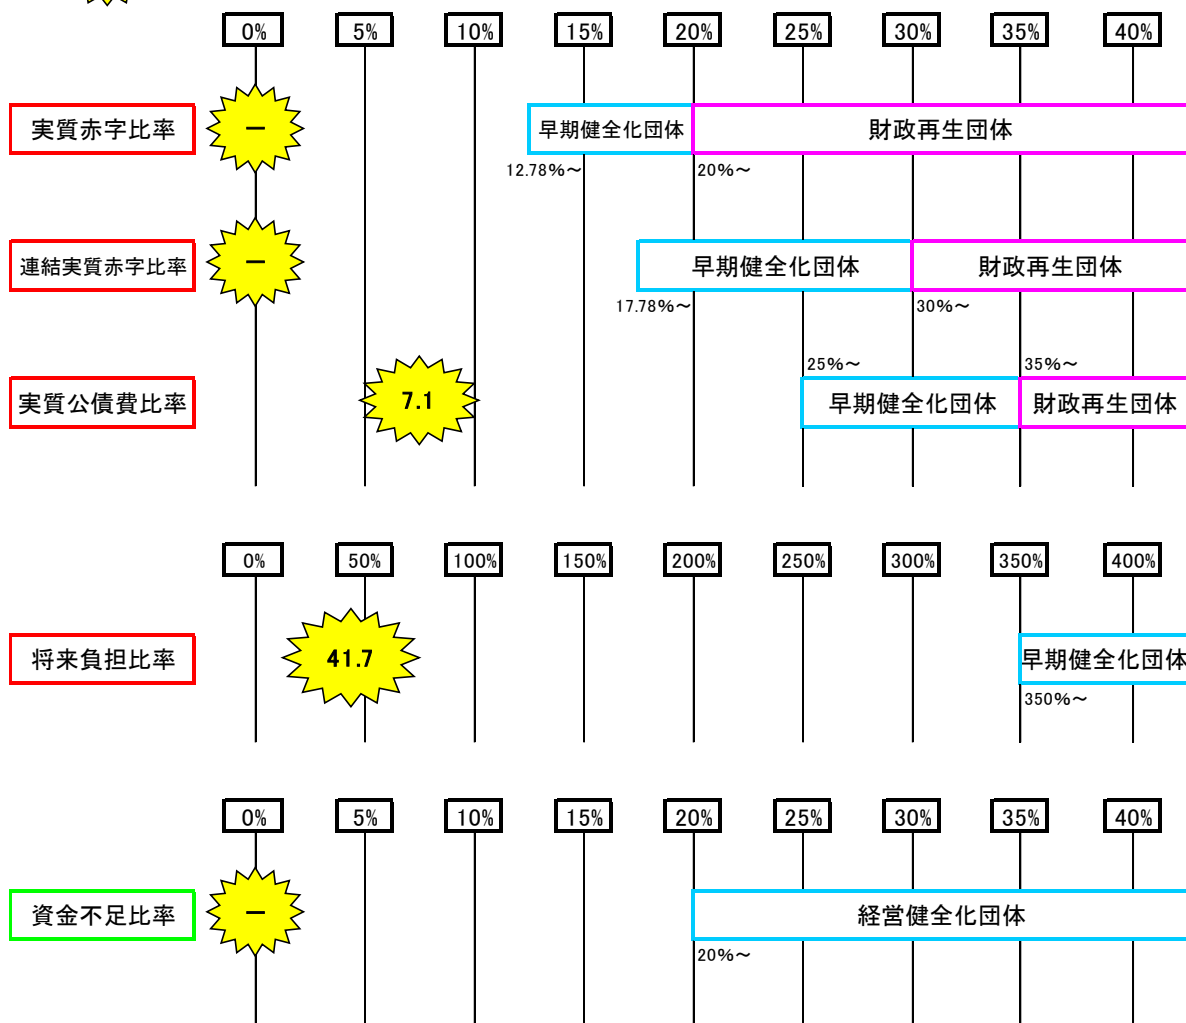 0% 5% 10% 15% 20% 25% 30% 35% 40%
実質赤字比率 － 早期健全化団体 財政再生団体
12.78%～ 20%～
連結実質赤字比率 － 早期健全化団体 財政再生団体
17.78%～ 30%～
25%～ 35%～
実質公債費比率 7.1 早期健全化団体 財政再生団体
0% 50% 100% 150% 200% 250% 300% 350% 400%
将来負担比率 41.7 早期健全化団体
350%～
0% 5% 10% 15% 20% 25% 30% 35% 40%
資金不足比率 － 経営健全化団体
20%～